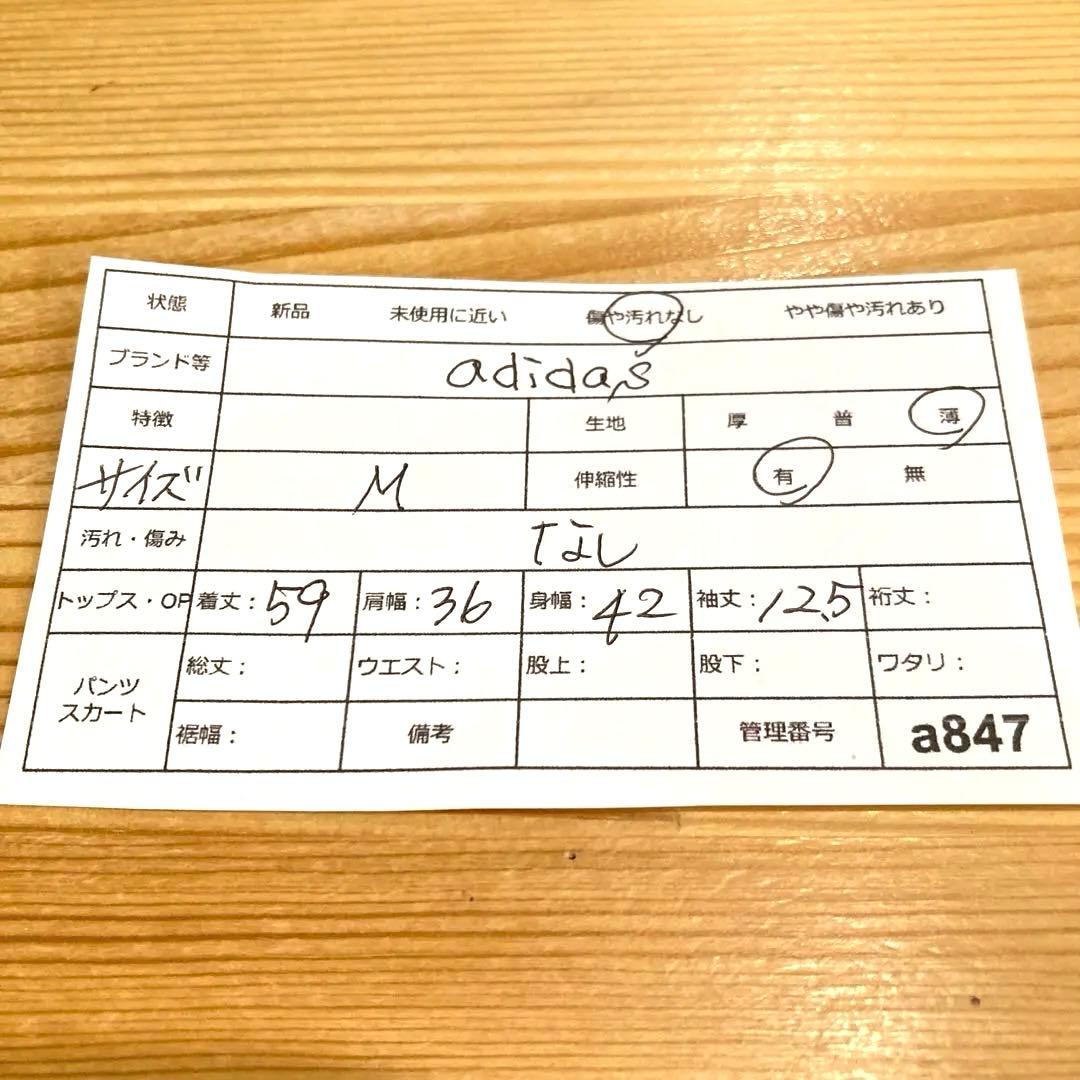 状態 新品 未使用に近い 傷や汚れなし やや傷や汚れあり
ブランド等 adidas
特徴 生地 厚 普 薄
サイズ M 伸縮性 有 無
汚れ・傷み なし
トップス・OP 着丈：59 肩幅：36 身幅：42 袖丈：12.5 裄丈：
パンツ スカート 総丈： ウエスト： 股上： 股下： ワタリ：
裾幅： 備考 管理番号 a847